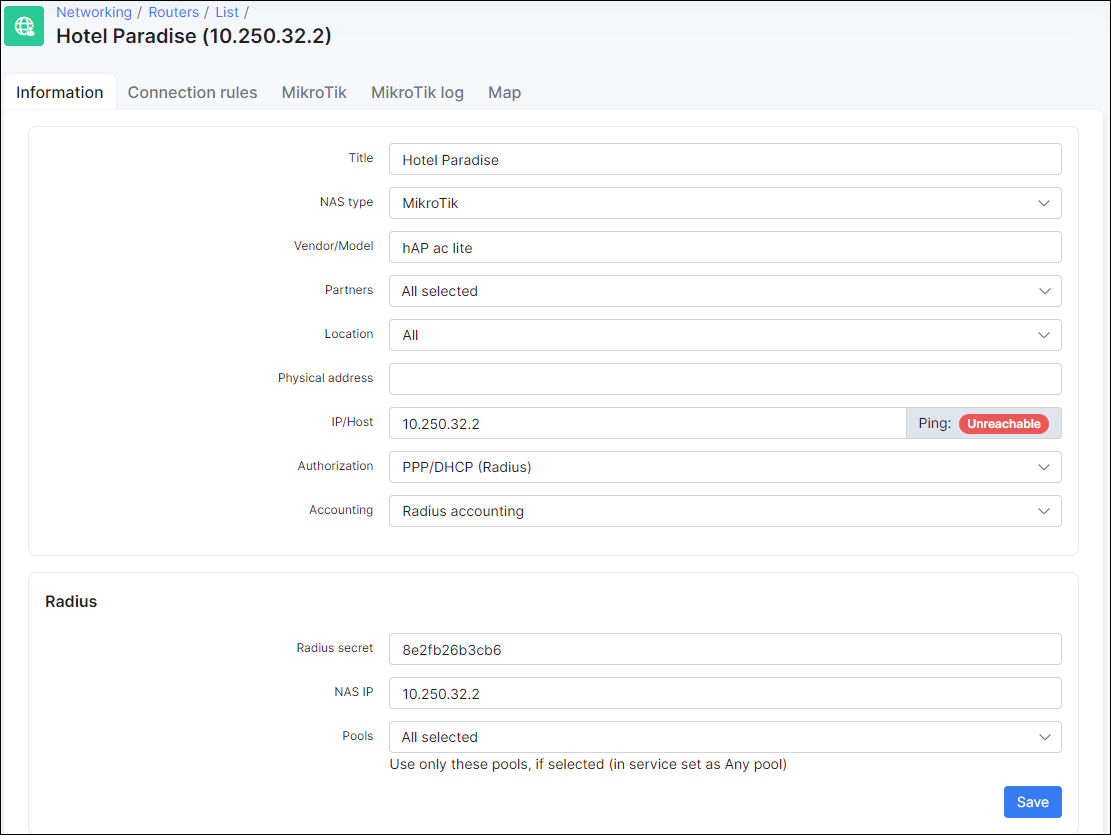 Networking / Routers / List /
Hotel Paradise (10.250.32.2)
Information Connection rules MikroTik MikroTik log Map
Title Hotel Paradise
NAS type MikroTik
Vendor/Model hAP ac lite
Partners All selected
Location All
Physical address
IP/Host 10.250.32.2 Ping: Unreachable
Authorization PPP/DHCP (Radius)
Accounting Radius accounting
Radius
Radius secret 8e2fb26b3cb6
NAS IP 10.250.32.2
Pools All selected
Use only these pools, if selected (in service set as Any pool)
Save